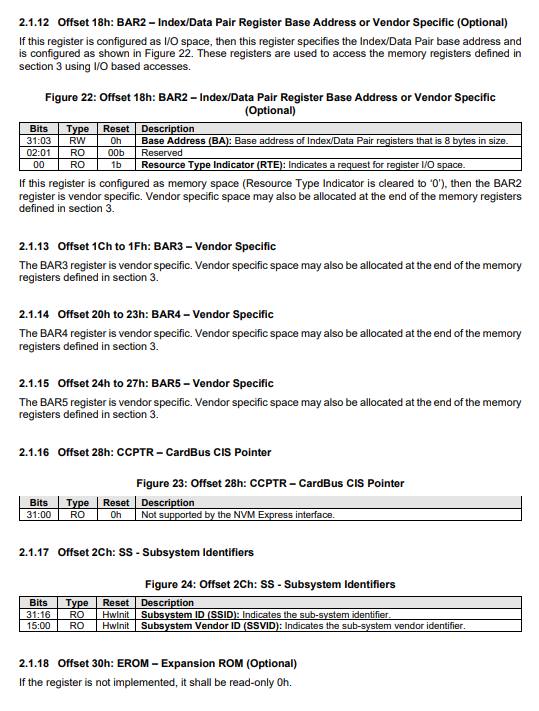 2.1.12 Offset 18h: BAR2 – Index/Data Pair Register Base Address or Vendor Specific (Optional)
If this register is configured as I/O space, then this register specifies the Index/Data Pair base address and
is configured as shown in Figure 22. These registers are used to access the memory registers defined in
section 3 using I/O based accesses.
Figure 22: Offset 18h: BAR2 – Index/Data Pair Register Base Address or Vendor Specific
(Optional)
Bits Type Reset Description
31:03 RW 0h Base Address (BA): Base address of Index/Data Pair registers that is 8 bytes in size.
02:01 RO 00b Reserved
00 RO 1b Resource Type Indicator (RTE): Indicates a request for register I/O space.
If this register is configured as memory space (Resource Type Indicator is cleared to ‘0’), then the BAR2
register is vendor specific. Vendor specific space may also be allocated at the end of the memory registers
defined in section 3.
2.1.13 Offset 1Ch to 1Fh: BAR3 – Vendor Specific
The BAR3 register is vendor specific. Vendor specific space may also be allocated at the end of the memory
registers defined in section 3.
2.1.14 Offset 20h to 23h: BAR4 – Vendor Specific
The BAR4 register is vendor specific. Vendor specific space may also be allocated at the end of the memory
registers defined in section 3.
2.1.15 Offset 24h to 27h: BAR5 – Vendor Specific
The BAR5 register is vendor specific. Vendor specific space may also be allocated at the end of the memory
registers defined in section 3.
2.1.16 Offset 28h: CCPTR – CardBus CIS Pointer
Figure 23: Offset 28h: CCPTR – CardBus CIS Pointer
Bits Type Reset Description
31:00 RO 0h Not supported by the NVM Express interface.
2.1.17 Offset 2Ch: SS - Subsystem Identifiers
Figure 24: Offset 2Ch: SS - Subsystem Identifiers
Bits Type Reset Description
31:16 RO HwInit Subsystem ID (SSID): Indicates the sub-system identifier.
15:00 RO HwInit Subsystem Vendor ID (SSVID): Indicates the sub-system vendor identifier.
2.1.18 Offset 30h: EROM – Expansion ROM (Optional)
If the register is not implemented, it shall be read-only 0h.